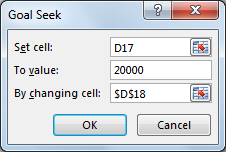 Goal Seek
?
Set cell: D17
To value: 20000
By changing cell: $D$18
OK Cancel